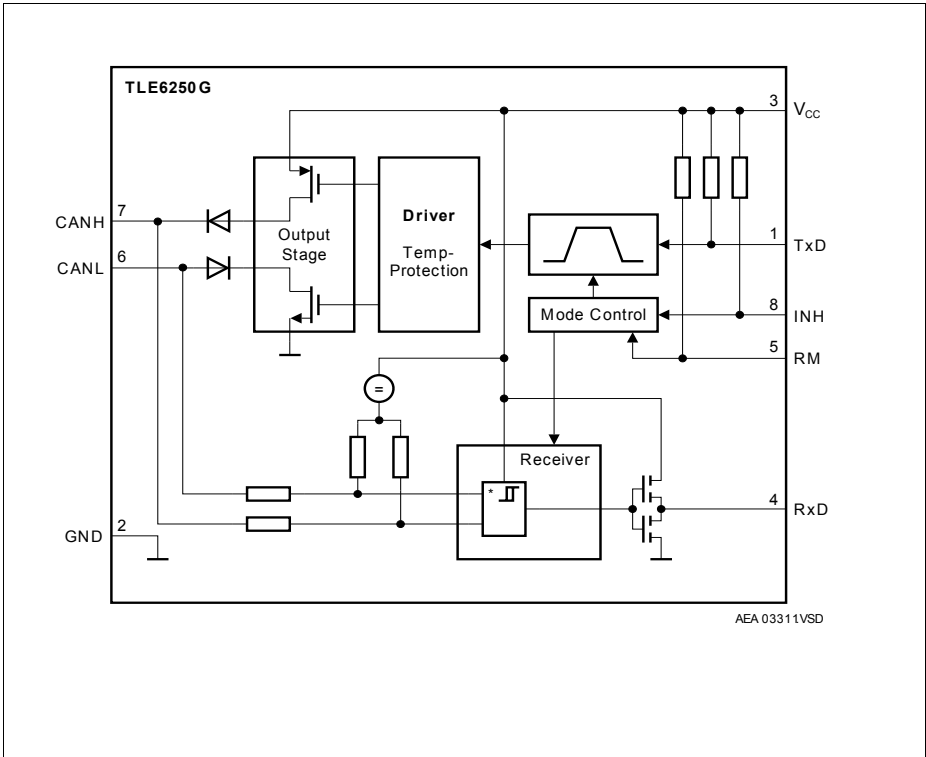 TLE6250G
3 V_CC
Driver
Temp-
Protection
Output
Stage
7 CANH
6 CANL
1 TxD
8 INH
Mode Control
5 RM
=
Receiver
*
4 RxD
2 GND
AEA 03311VSD